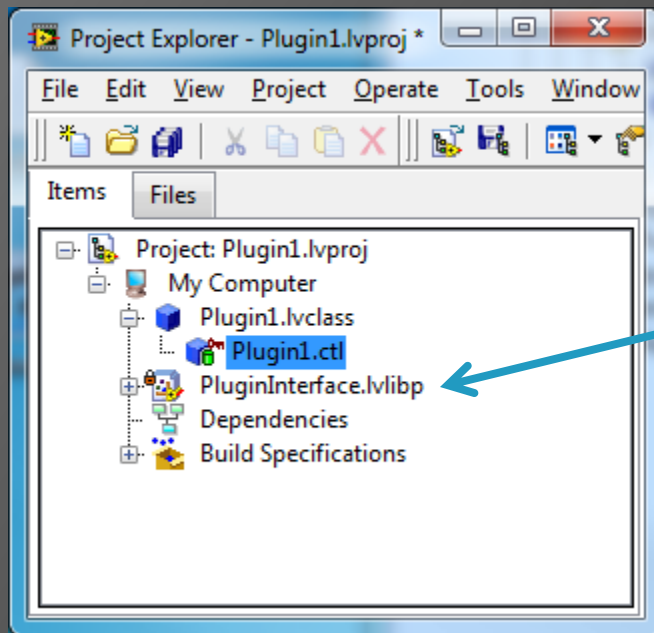 Project Explorer - Plugin1.lvproj *
File Edit View Project Operate Tools Window
Items Files
Project: Plugin1.lvproj
My Computer
Plugin1.lvclass
Plugin1.ctl
PluginInterface.lvlibp
Dependencies
Build Specifications